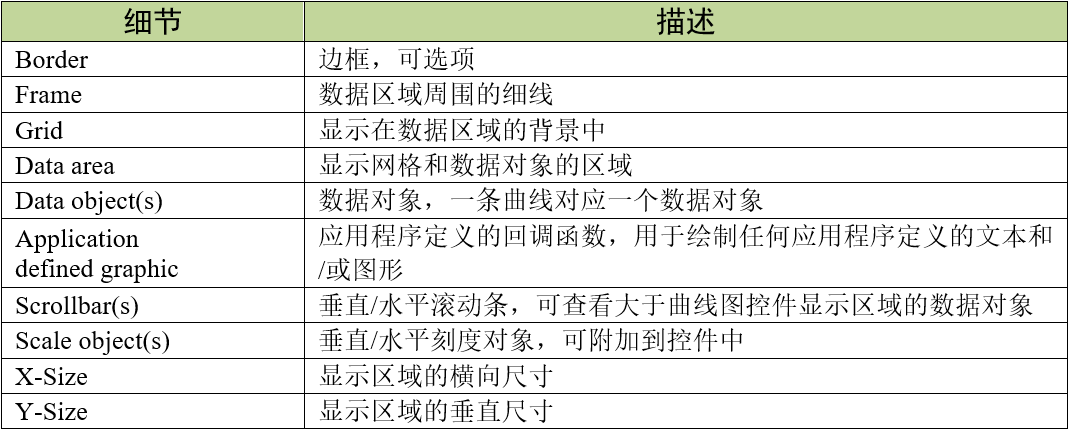 细节 描述
Border 边框，可选项
Frame 数据区域周围的细线
Grid 显示在数据区域的背景中
Data area 显示网格和数据对象的区域
Data object(s) 数据对象，一条曲线对应一个数据对象
Application 应用程序定义的回调函数，用于绘制任何应用程序定义的文本和
defined graphic /或图形
Scrollbar(s) 垂直/水平滚动条，可查看大于曲线图控件显示区域的数据对象
Scale object(s) 垂直/水平刻度对象，可附加到控件中
X-Size 显示区域的横向尺寸
Y-Size 显示区域的垂直尺寸